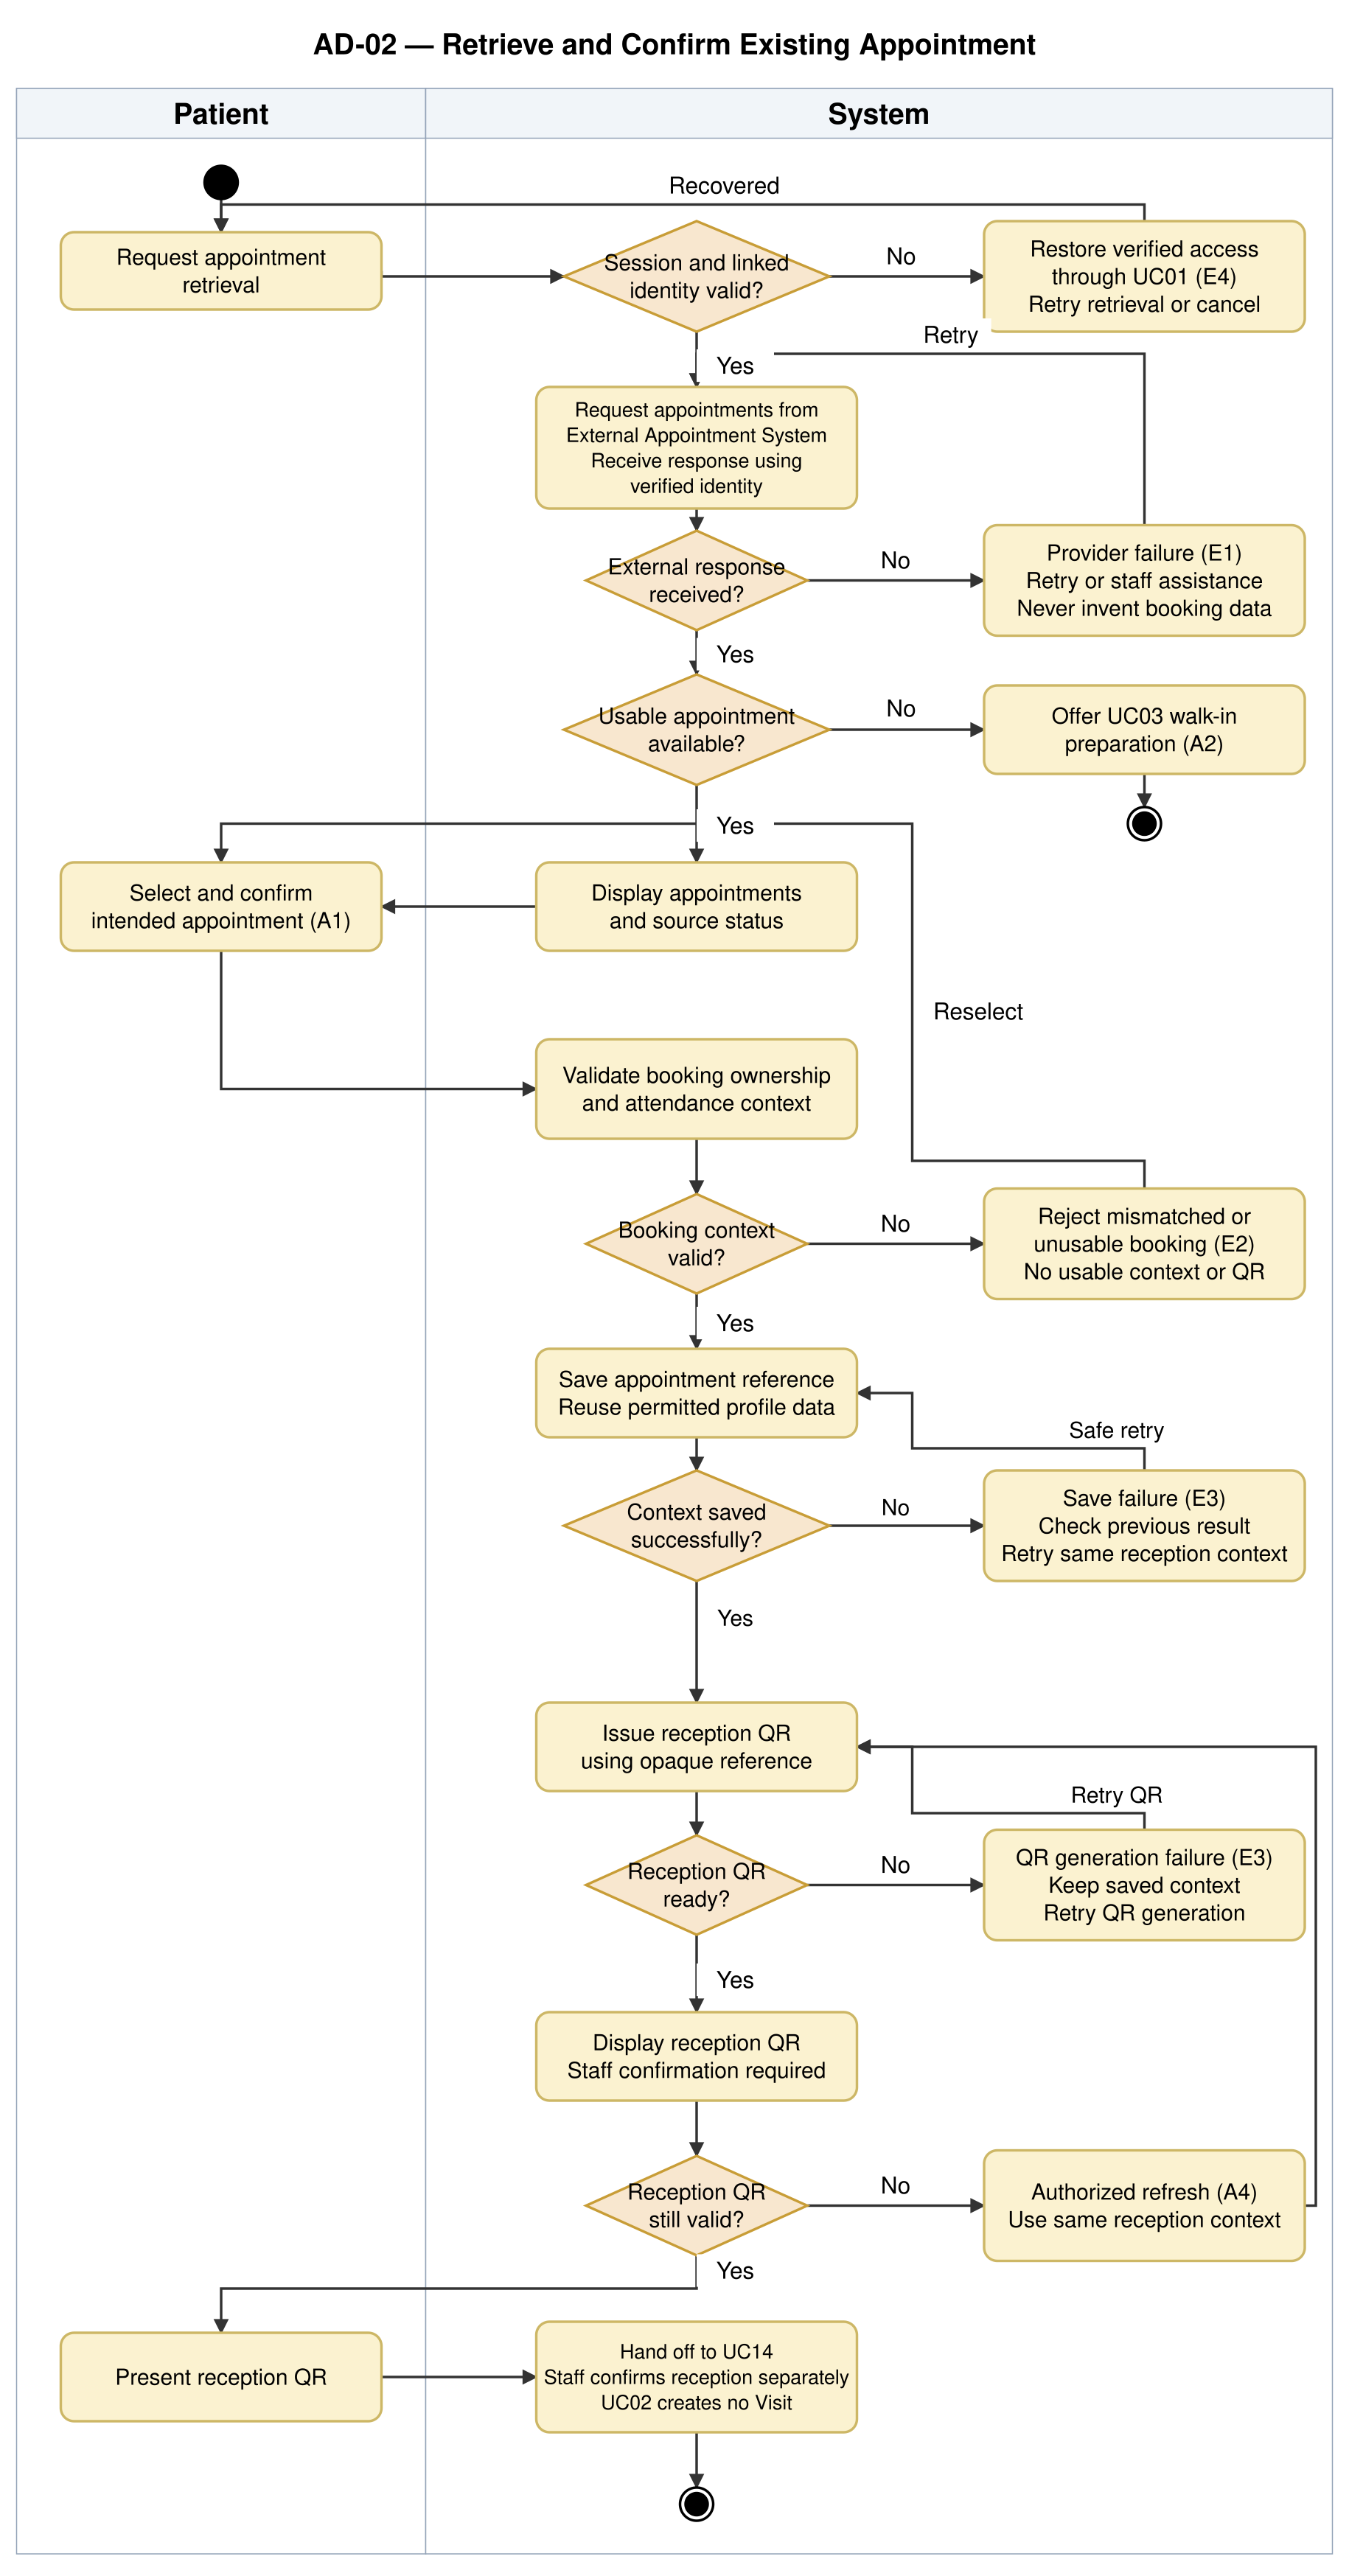 AD-02 — Retrieve and Confirm Existing Appointment
Patient
System
Recovered
Request appointment
retrieval
Session and linked
identity valid?
No
Restore verified access
through UC01 (E4)
Retry retrieval or cancel
Retry
Yes
Request appointments from
External Appointment System
Receive response using
verified identity
External response
received?
No
Provider failure (E1)
Retry or staff assistance
Never invent booking data
Yes
Usable appointment
available?
No
Offer UC03 walk-in
preparation (A2)
Yes
Select and confirm
intended appointment (A1)
Display appointments
and source status
Reselect
Validate booking ownership
and attendance context
Booking context
valid?
No
Reject mismatched or
unusable booking (E2)
No usable context or QR
Yes
Save appointment reference
Reuse permitted profile data
Safe retry
Context saved
successfully?
No
Save failure (E3)
Check previous result
Retry same reception context
Yes
Issue reception QR
using opaque reference
Retry QR
Reception QR
ready?
No
QR generation failure (E3)
Keep saved context
Retry QR generation
Yes
Display reception QR
Staff confirmation required
Reception QR
still valid?
No
Authorized refresh (A4)
Use same reception context
Yes
Present reception QR
Hand off to UC14
Staff confirms reception separately
UC02 creates no Visit